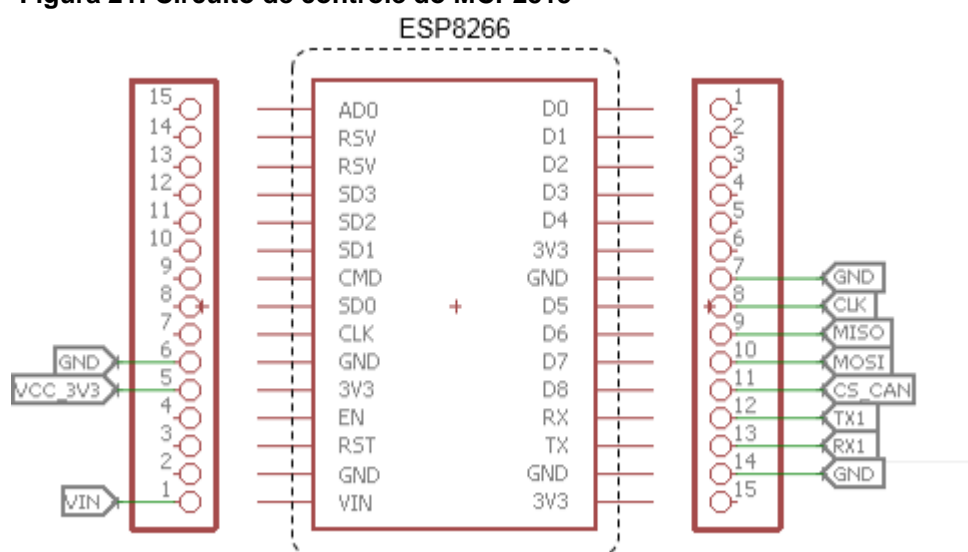 Figura 21: Circuito de controle do
ESP8266
15 AD0 D0 1
14 RSV D1 2
13 RSV D2 3
12 SD3 D3 4
11 SD2 D4 5
10 SD1 3V3 6
9 CMD GND 7 GND
8 SD0 D5 8 CLK
7 CLK D6 9 MISO
GND 6 GND D7 10 MOSI
VCC_3V3 5 3V3 D8 11 CS_CAN
4 EN RX 12 TX1
3 RST TX 13 RX1
2 GND GND 14 GND
VIN 1 VIN 3V3 15